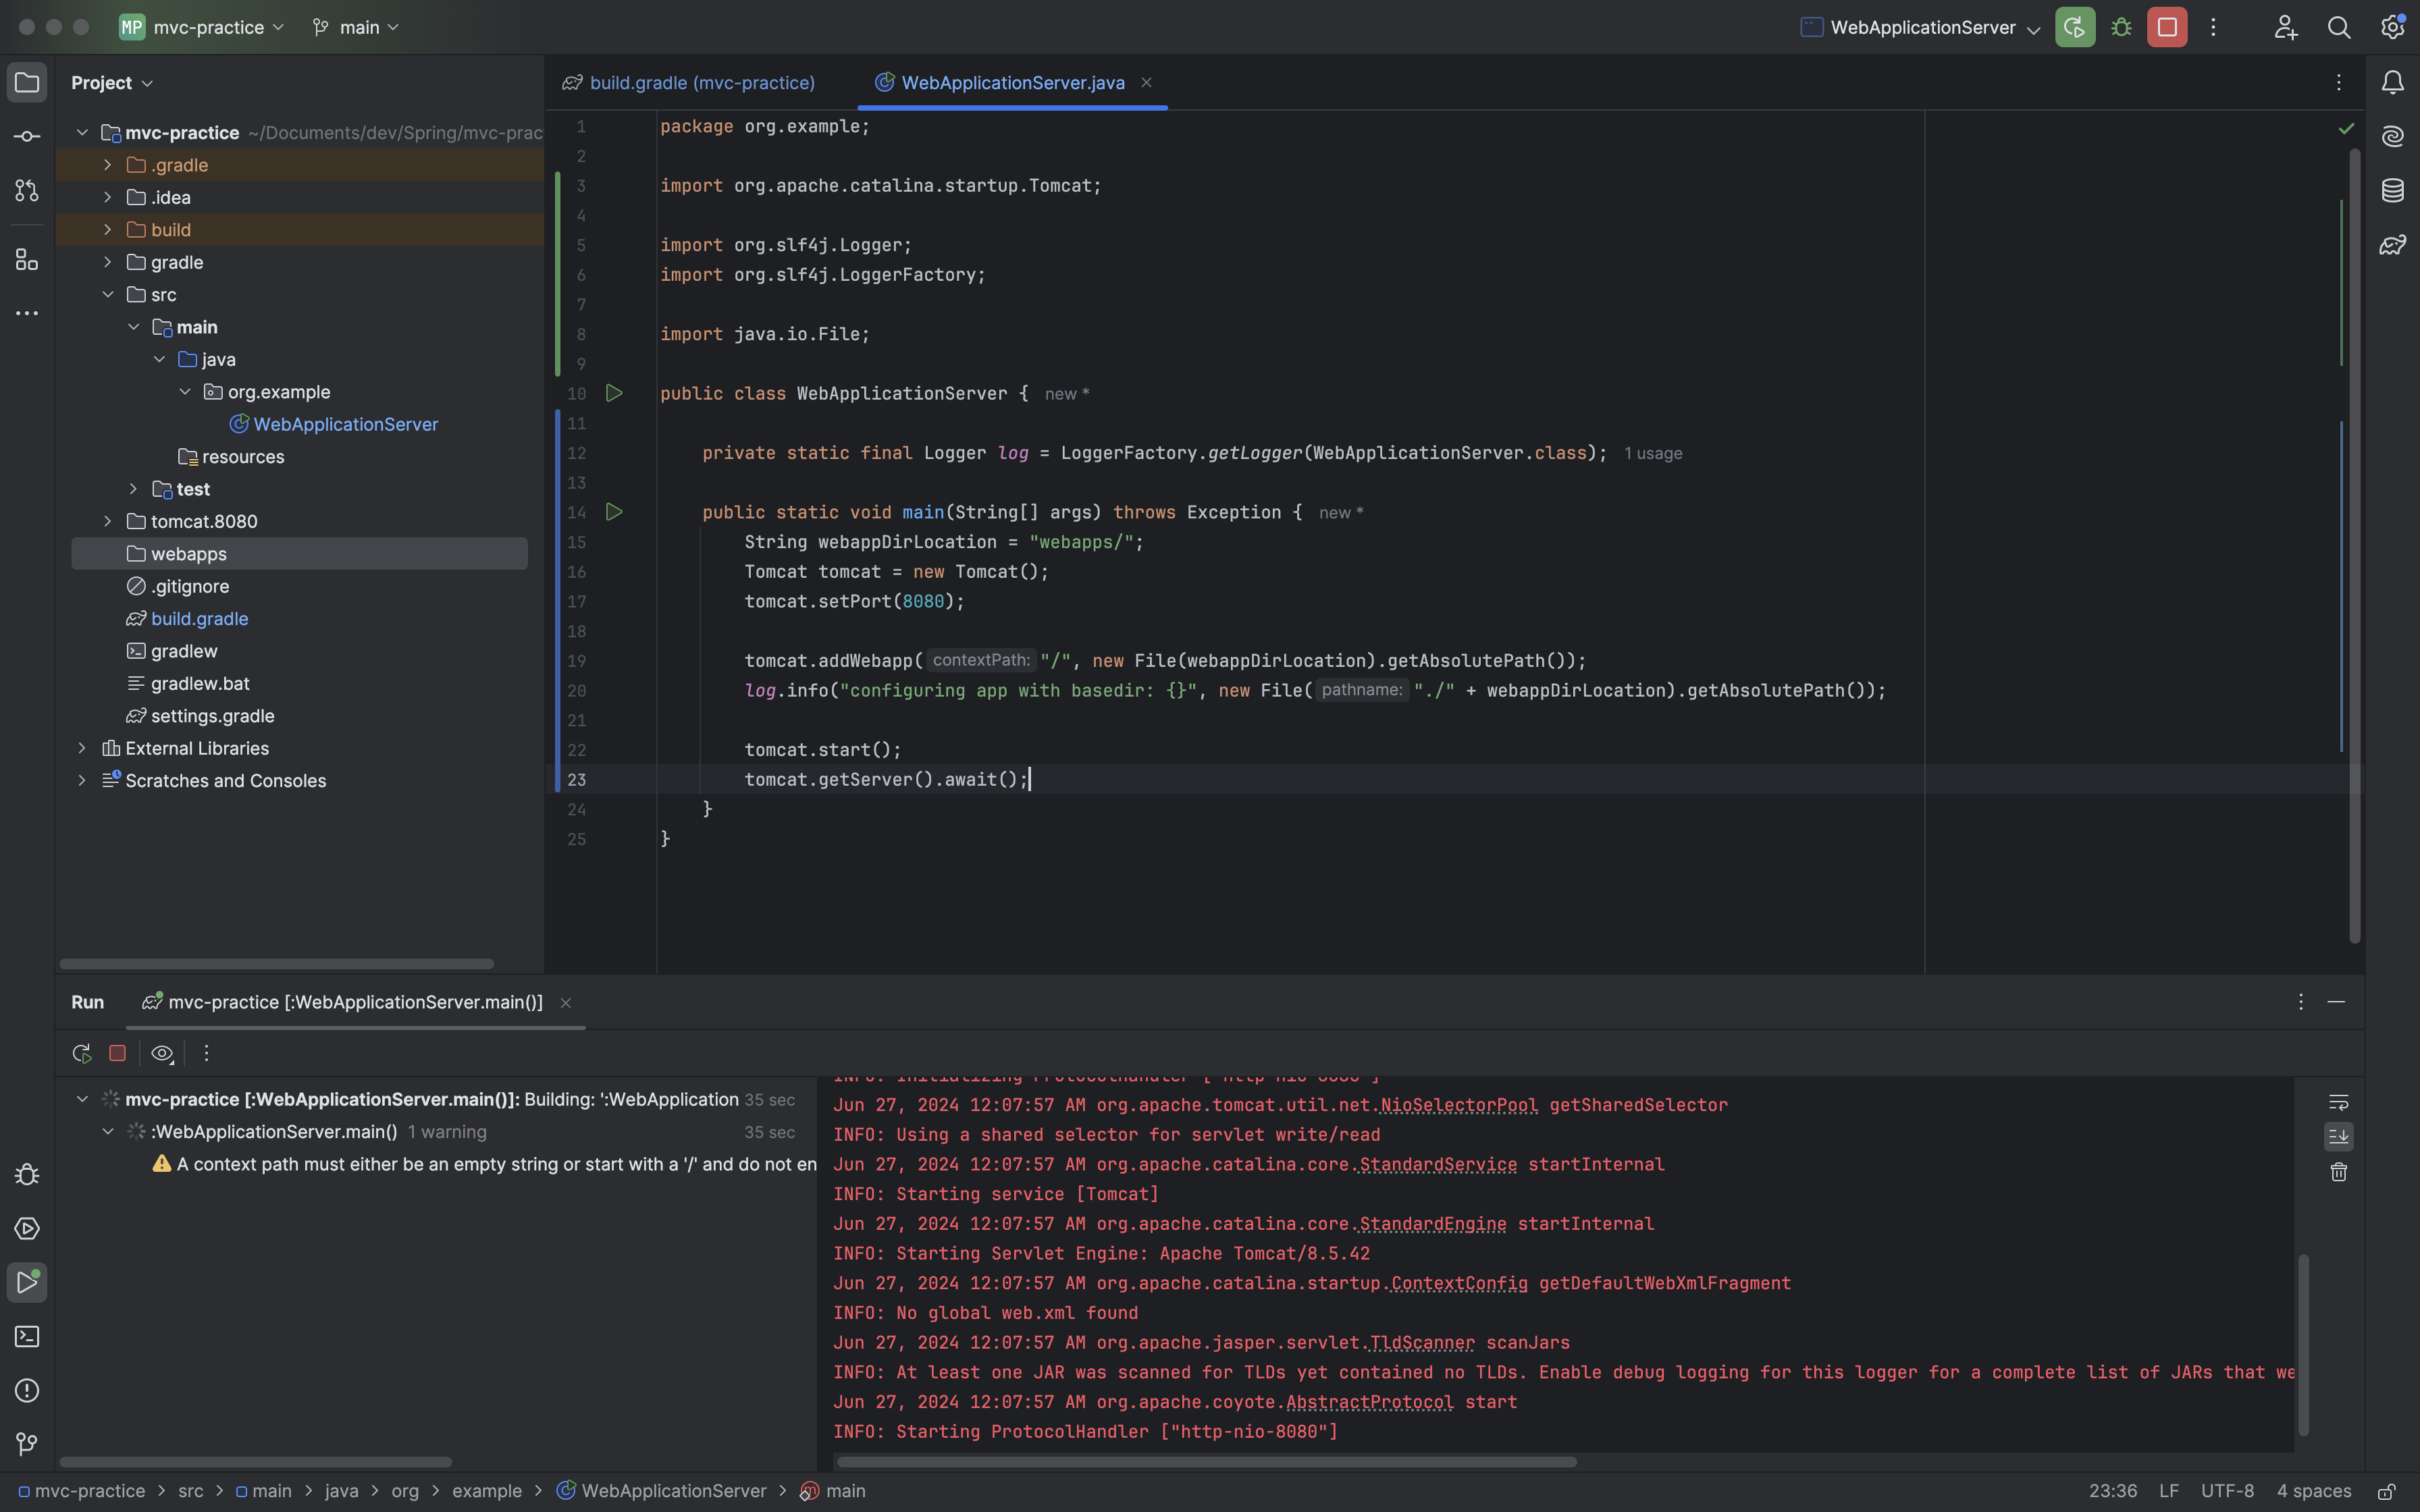 MP mvc-practice main WebApplicationServer
Project
build.gradle (mvc-practice) WebApplicationServer.java
mvc-practice ~/Documents/dev/Spring/mvc-prac
.gradle
.idea
build
gradle
src
main
java
org.example
WebApplicationServer
resources
test
tomcat.8080
webapps
.gitignore
build.gradle
gradlew
gradlew.bat
settings.gradle
External Libraries
Scratches and Consoles
1 package org.example;
2
3 import org.apache.catalina.startup.Tomcat;
4
5 import org.slf4j.Logger;
6 import org.slf4j.LoggerFactory;
7
8 import java.io.File;
9
10 public class WebApplicationServer { new *
11
12 private static final Logger log = LoggerFactory.getLogger(WebApplicationServer.class); 1 usage
13
14 public static void main(String[] args) throws Exception { new *
15 String webappDirLocation = "webapps/";
16 Tomcat tomcat = new Tomcat();
17 tomcat.setPort(8080);
18
19 tomcat.addWebapp( contextPath: "/", new File(webappDirLocation).getAbsolutePath());
20 log.info("configuring app with basedir: {}", new File( pathname: "./" + webappDirLocation).getAbsolutePath());
21
22 tomcat.start();
23 tomcat.getServer().await();
24 }
25 }
Run mvc-practice [:WebApplicationServer.main()]
mvc-practice [:WebApplicationServer.main()]: Building: ':WebApplication 35 sec
:WebApplicationServer.main() 1 warning 35 sec
A context path must either be an empty string or start with a '/' and do not en
INFO: Initializing ProtocolHandler ["http-nio-8080"]
Jun 27, 2024 12:07:57 AM org.apache.tomcat.util.net.NioSelectorPool getSharedSelector
INFO: Using a shared selector for servlet write/read
Jun 27, 2024 12:07:57 AM org.apache.catalina.core.StandardService startInternal
INFO: Starting service [Tomcat]
Jun 27, 2024 12:07:57 AM org.apache.catalina.core.StandardEngine startInternal
INFO: Starting Servlet Engine: Apache Tomcat/8.5.42
Jun 27, 2024 12:07:57 AM org.apache.catalina.startup.ContextConfig getDefaultWebXmlFragment
INFO: No global web.xml found
Jun 27, 2024 12:07:57 AM org.apache.jasper.servlet.TldScanner scanJars
INFO: At least one JAR was scanned for TLDs yet contained no TLDs. Enable debug logging for this logger for a complete list of JARs that we
Jun 27, 2024 12:07:57 AM org.apache.coyote.AbstractProtocol start
INFO: Starting ProtocolHandler ["http-nio-8080"]
mvc-practice > src > main > java > org > example > WebApplicationServer > main 23:36 LF UTF-8 4 spaces